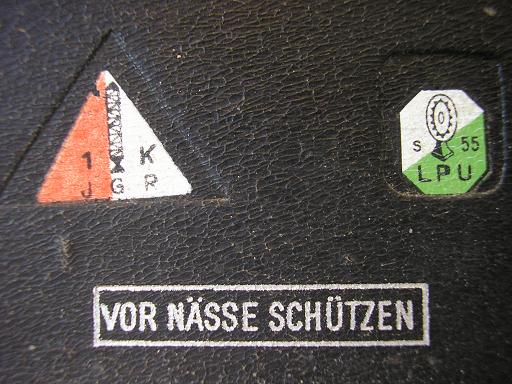 1 K
J G R
S 55
LPU
VOR NÄSSE SCHÜTZEN